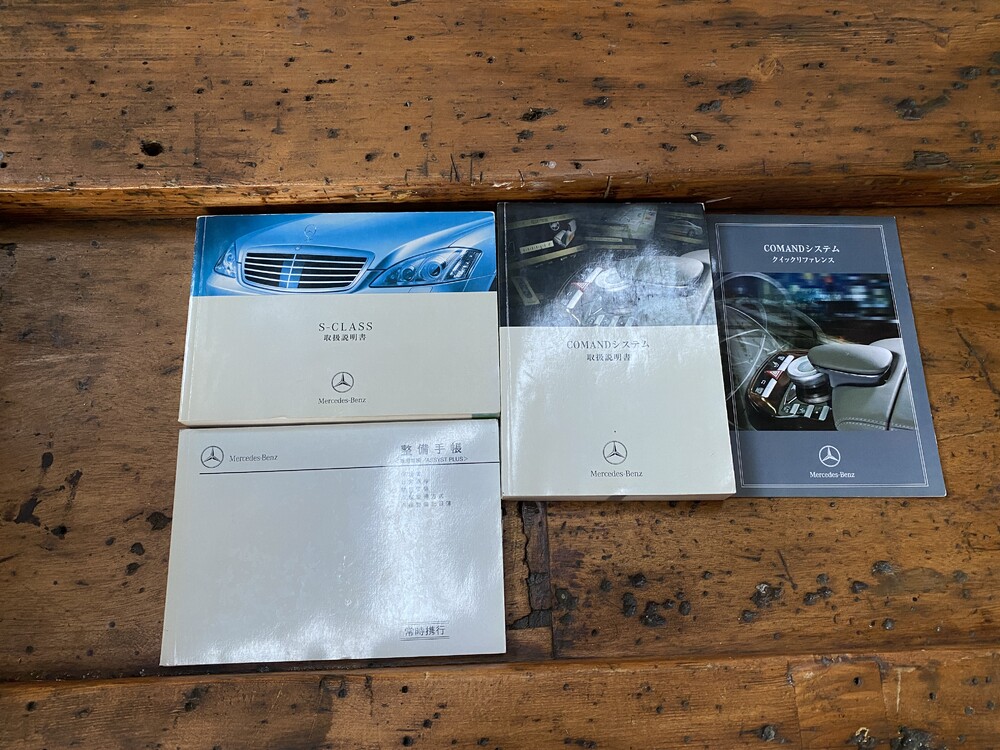 S-CLASS
取扱説明書
Mercedes-Benz
COMANDシステム
取扱説明書
Mercedes-Benz
COMANDシステム
クイックリファレンス
Mercedes-Benz
Mercedes-Benz
整備手帳
常時携行